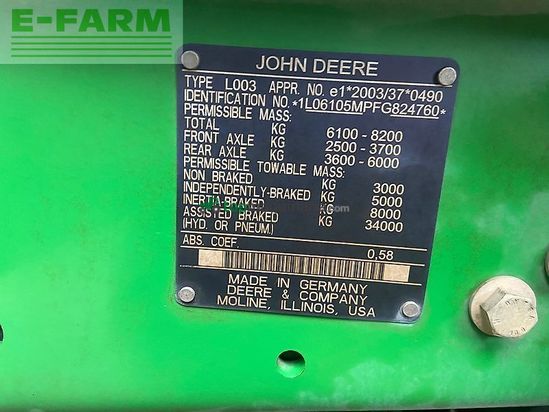 E-FARM
JOHN DEERE
TYPE L003 APPR. NO. e1*2003/37*0490
IDENTIFICATION NO.*1L06105MPFG824760*
PERMISSIBLE MASS:
KG 6100 - 8200
FRONT AXLE KG 2500 - 3700
REAR AXLE KG 3600 - 6000
PERMISSIBLE TOWABLE MASS:
NON BRAKED KG 3000
INDEPENDENTLY-BRAKED KG 5000
INERTIA-BRAKED KG 8000
ASSISTED BRAKED KG 34000
(HYD. OR PNEUM.)
ABS. COEF. 0.58
MADE IN GERMANY
DEERE & COMPANY
MOLINE, ILLINOIS, USA